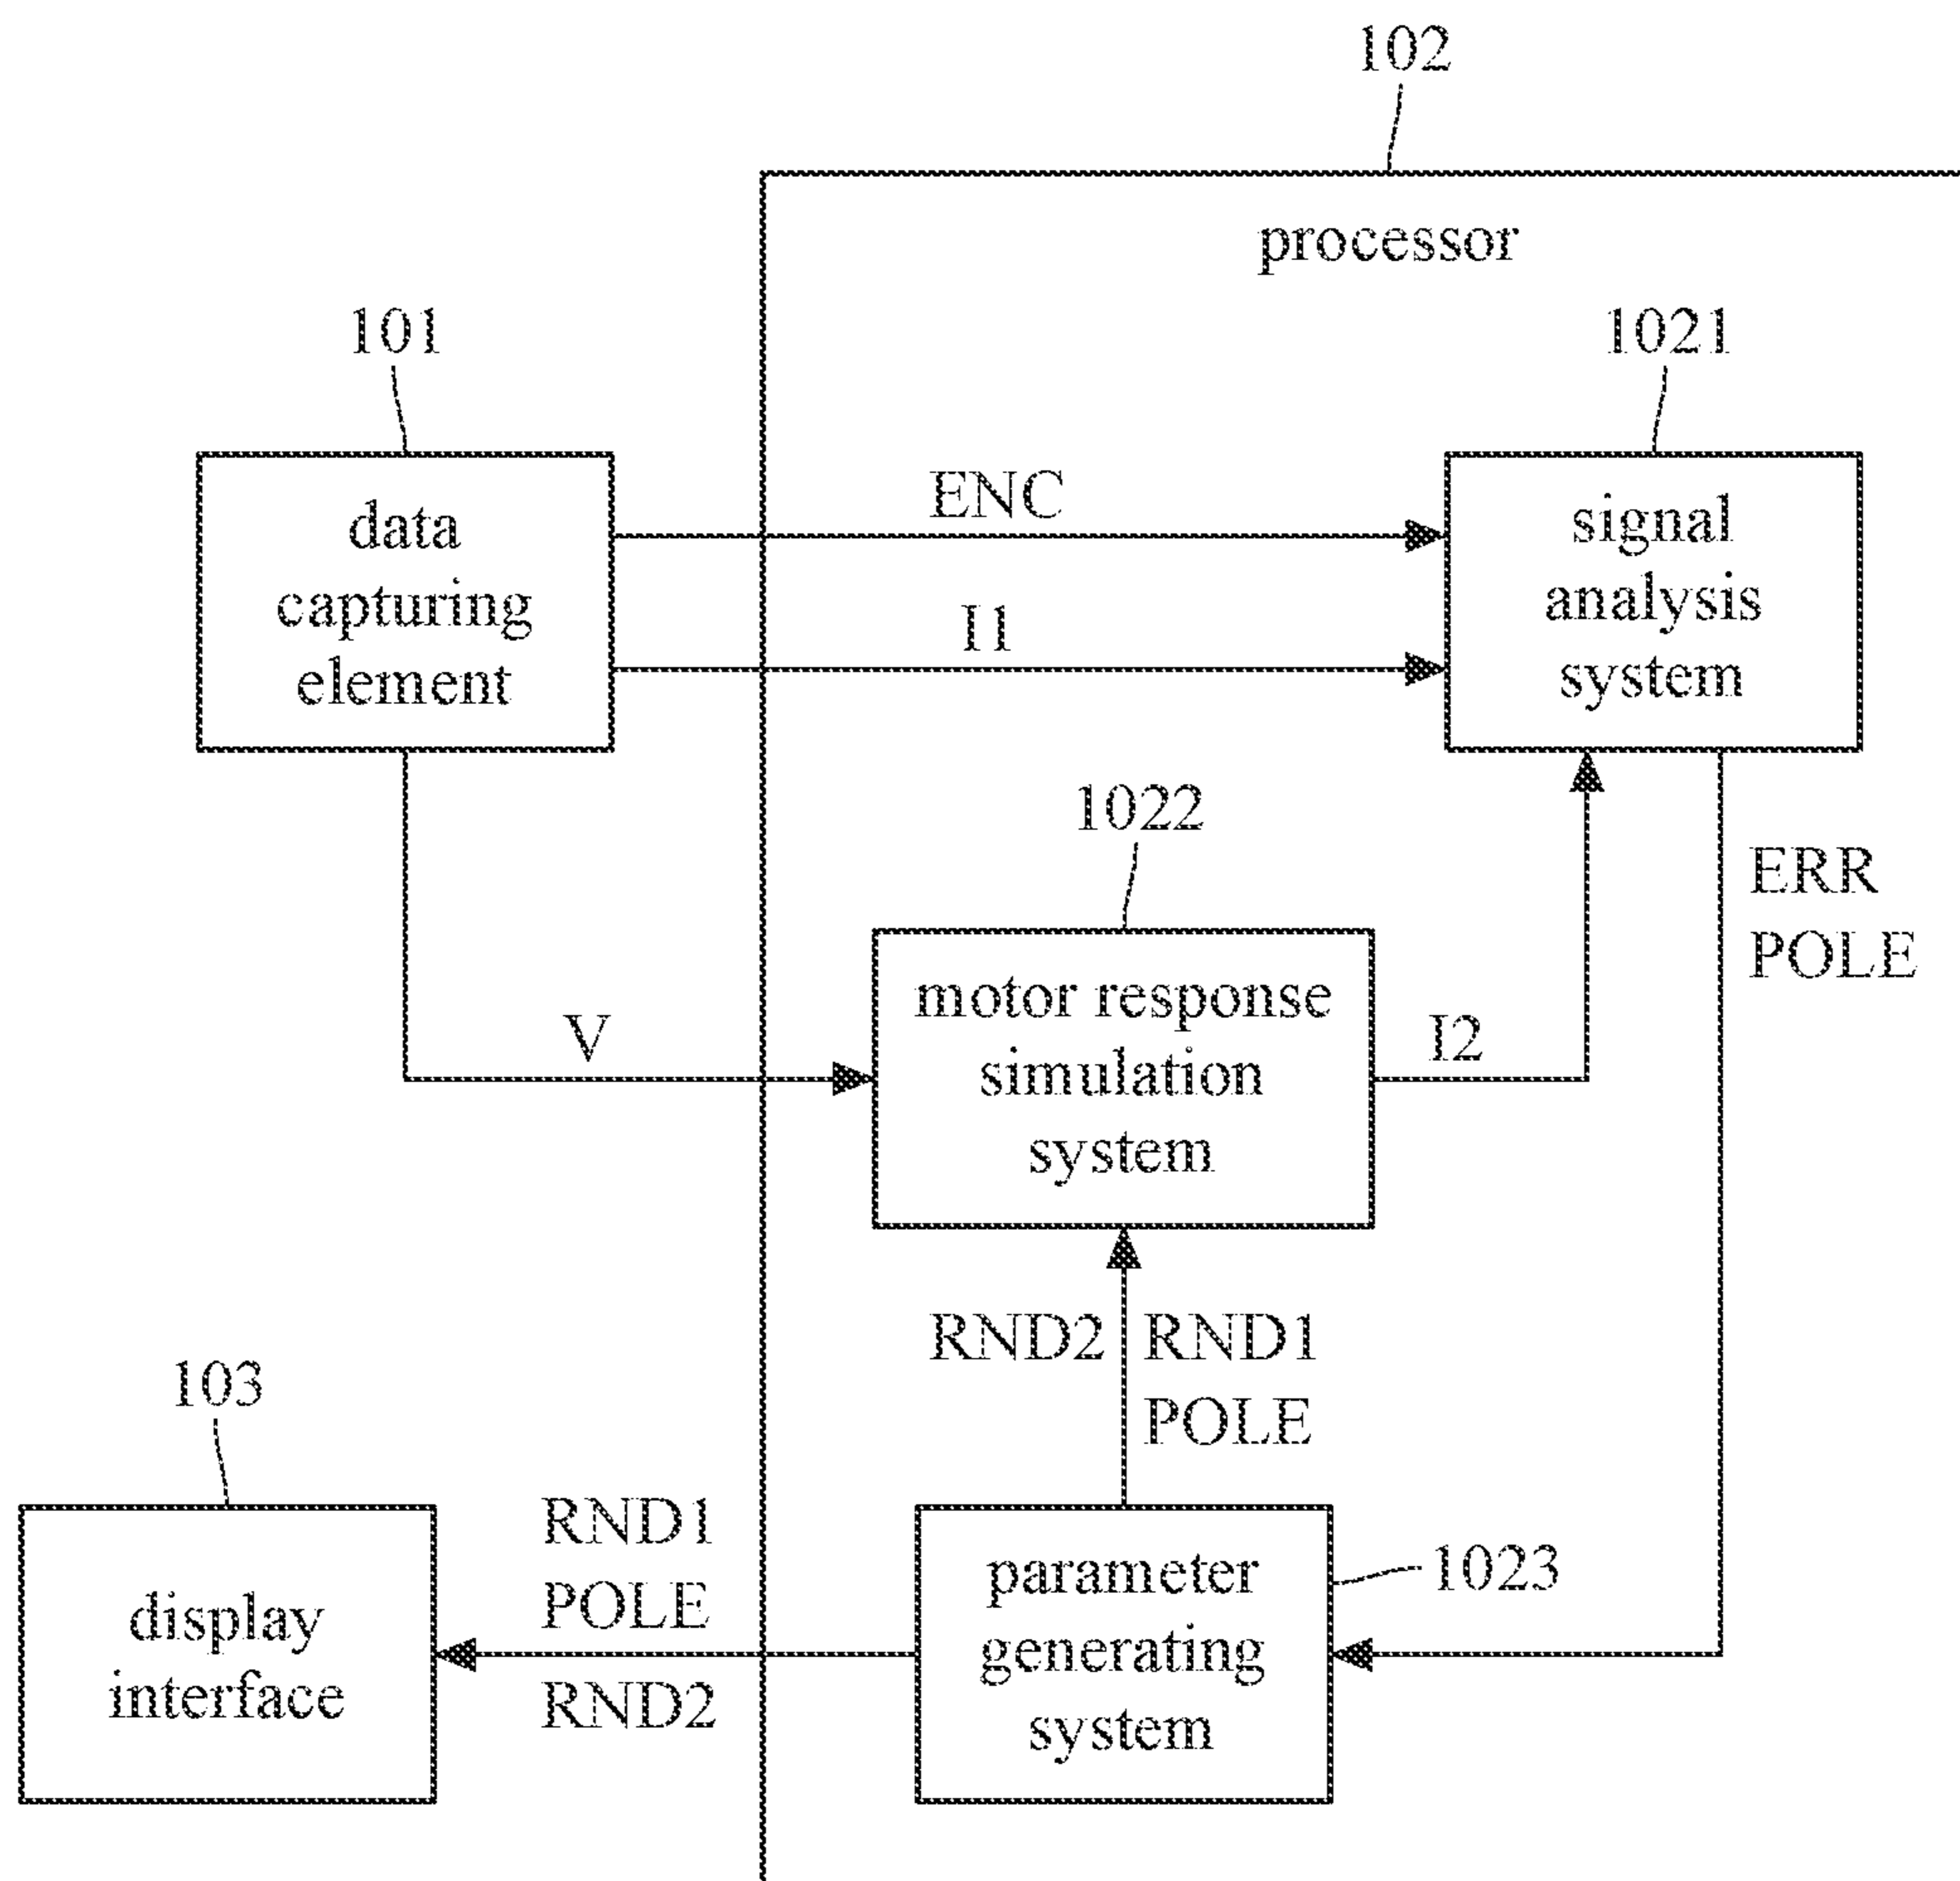 102
processor
101
1021
data
capturing
element
ENC
I1
signal
analysis
system
1022
ERR
POLE
V
motor response
simulation
system
I2
RND2
RND1
POLE
103
RND1
POLE
RND2
display
interface
parameter
generating
system
1023